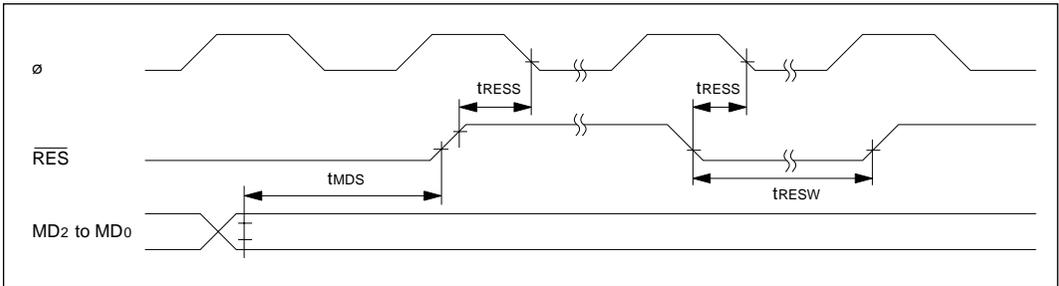 ø
tRESS
tRESS
RES
tMDS
tRESW
MD2 to MD0